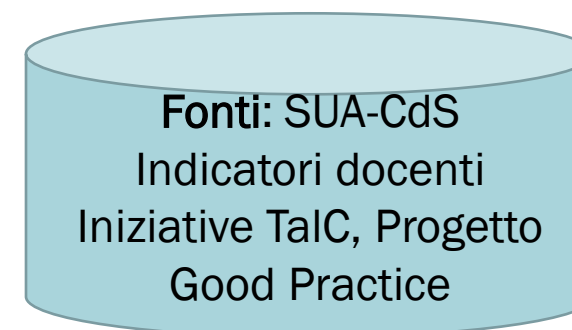 Fonti: SUA-CdS
Indicatori docenti
Iniziative TaIC, Progetto
Good Practice